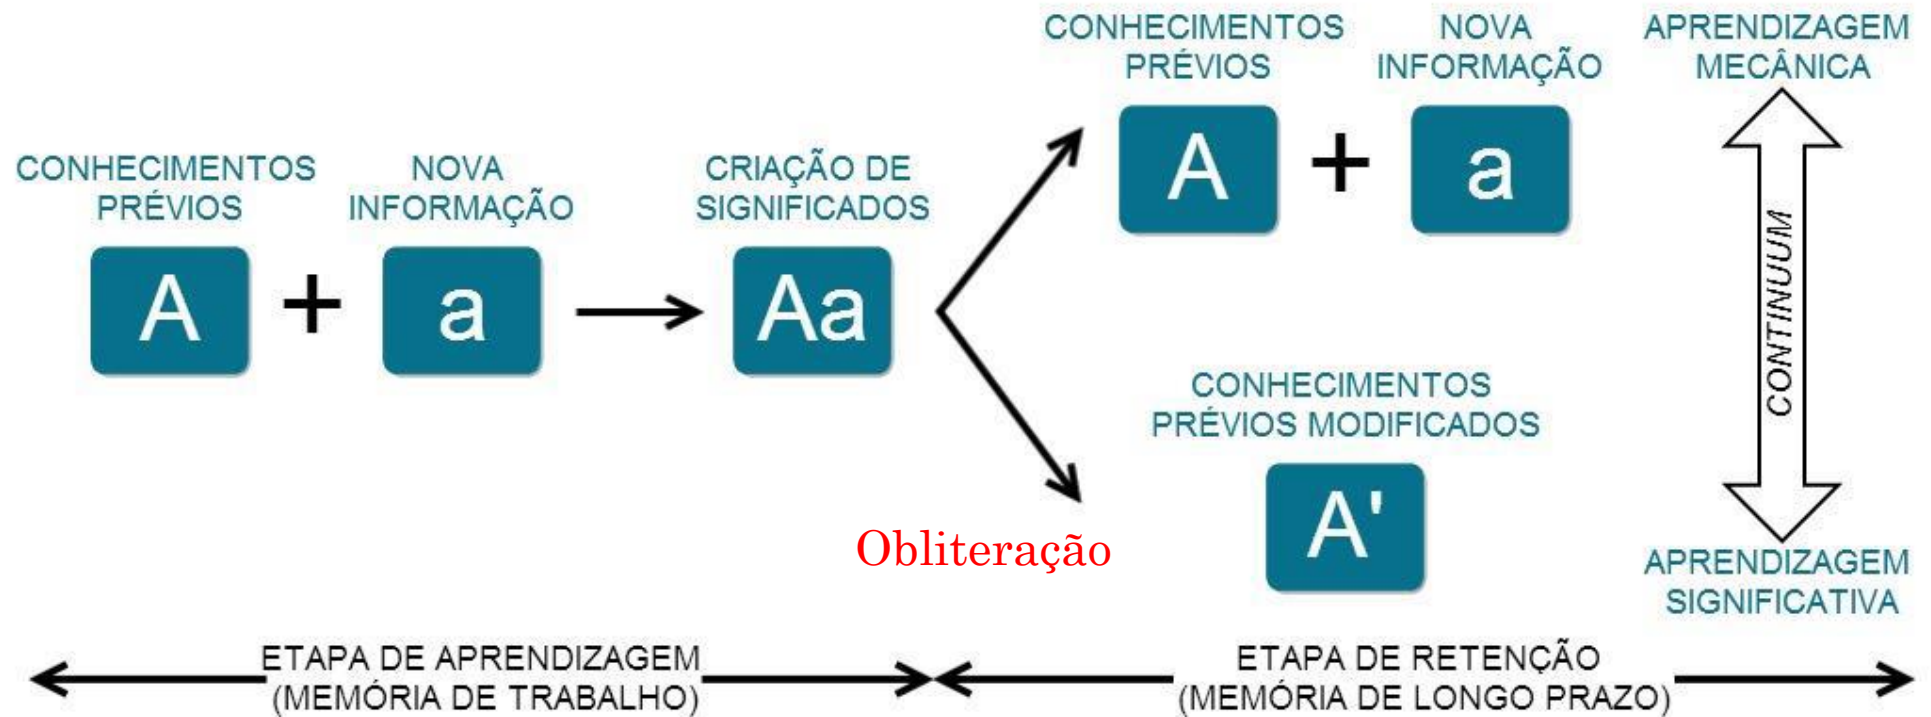 CONHECIMENTOS
PRÉVIOS
A
+
NOVA
INFORMAÇÃO
a
CRIAÇÃO DE
SIGNIFICADOS
Aa
CONHECIMENTOS
PRÉVIOS
A
+
NOVA
INFORMAÇÃO
a
CONHECIMENTOS
PRÉVIOS MODIFICADOS
A'
Obliteração
APRENDIZAGEM
MECÂNICA
CONTINUUM
APRENDIZAGEM
SIGNIFICATIVA
ETAPA DE APRENDIZAGEM
(MEMÓRIA DE TRABALHO)
ETAPA DE RETENÇÃO
(MEMÓRIA DE LONGO PRAZO)